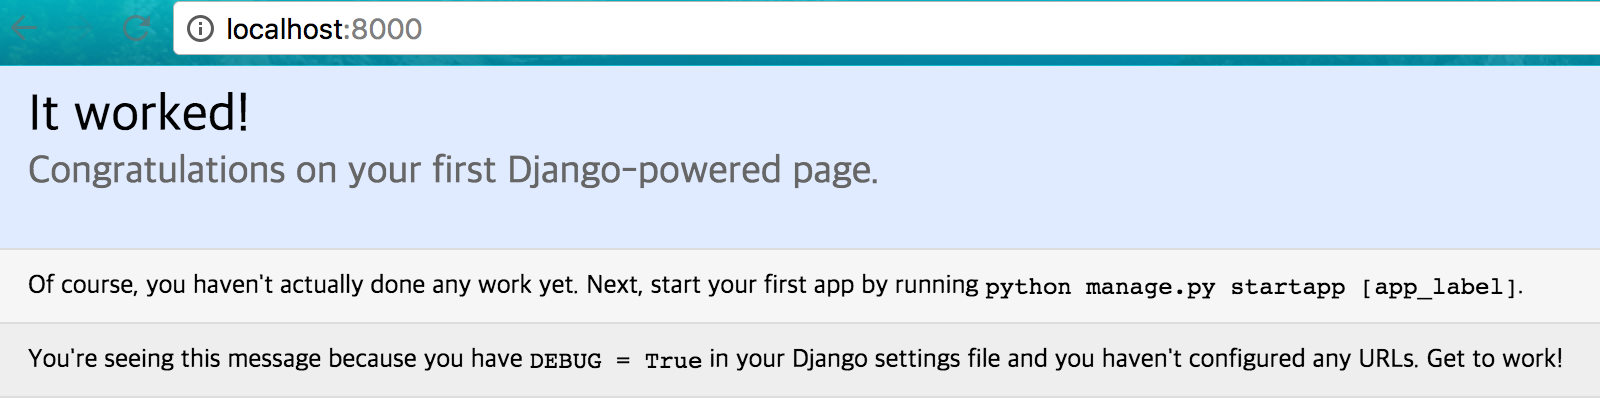 localhost:8000
It worked!
Congratulations on your first Django-powered page.
Of course, you haven't actually done any work yet. Next, start your first app by running python manage.py startapp [app_label].
You're seeing this message because you have DEBUG = True in your Django settings file and you haven't configured any URLs. Get to work!